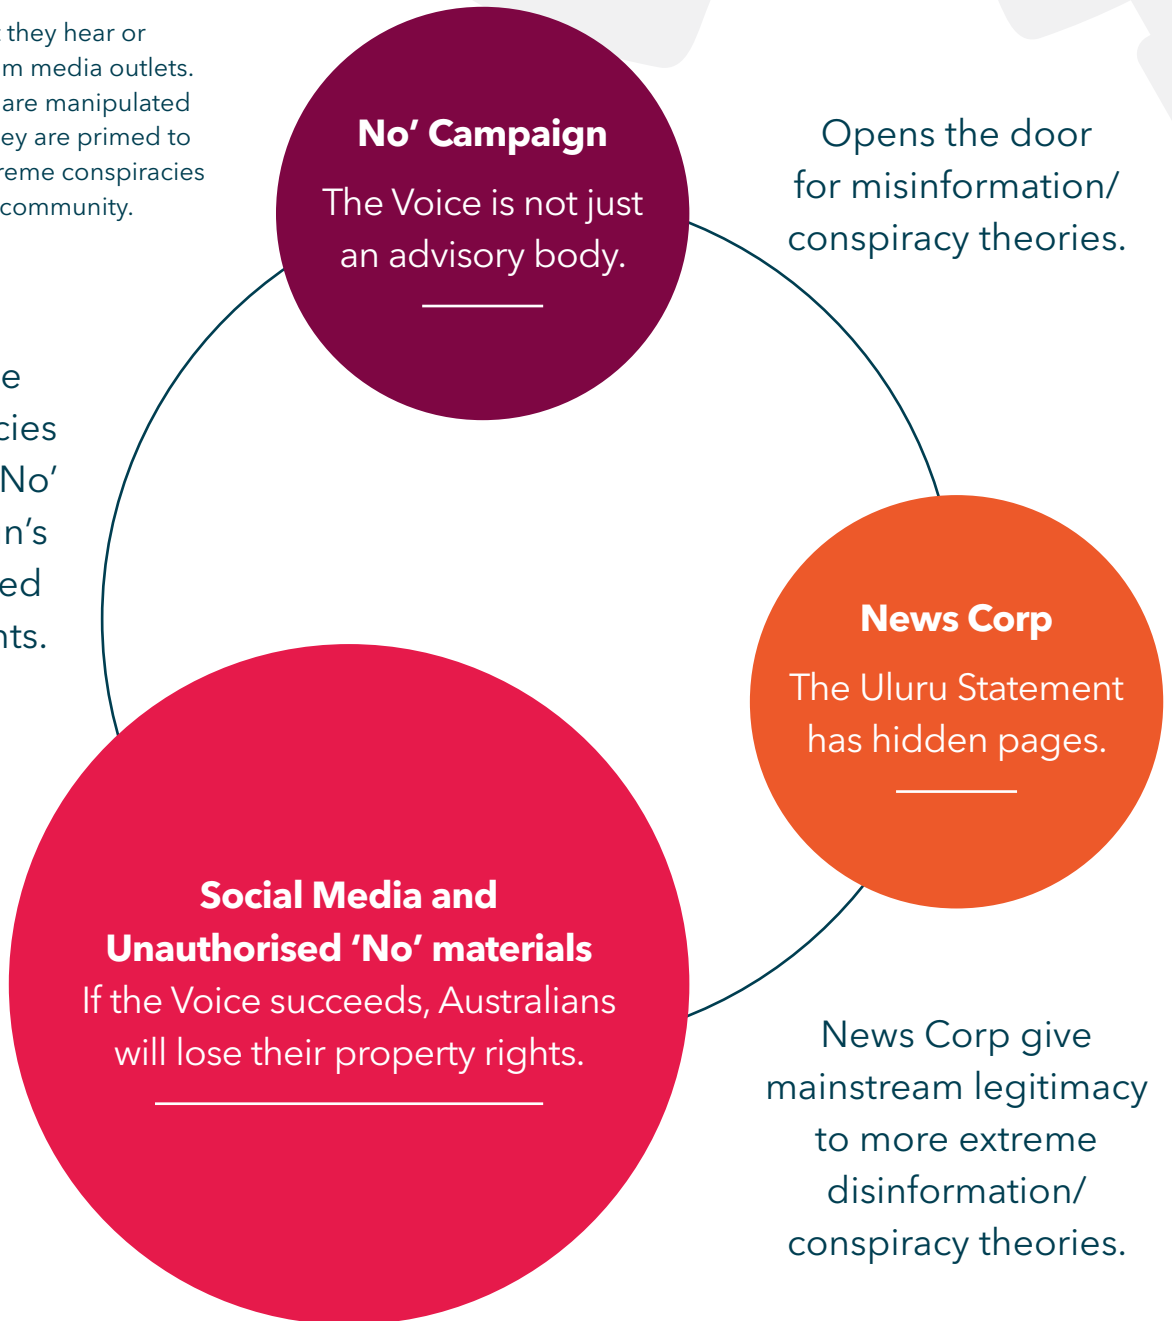 they hear or
m media outlets.
are manipulated
ey are primed to
reme conspiracies
community.
No’ Campaign
The Voice is not just
an advisory body.
Opens the door
for misinformation/
conspiracy theories.
e
cies
No’
n’s
ed
nts.
News Corp
The Uluru Statement
has hidden pages.
Social Media and
Unauthorised ‘No’ materials
If the Voice succeeds, Australians
will lose their property rights.
News Corp give
mainstream legitimacy
to more extreme
disinformation/
conspiracy theories.